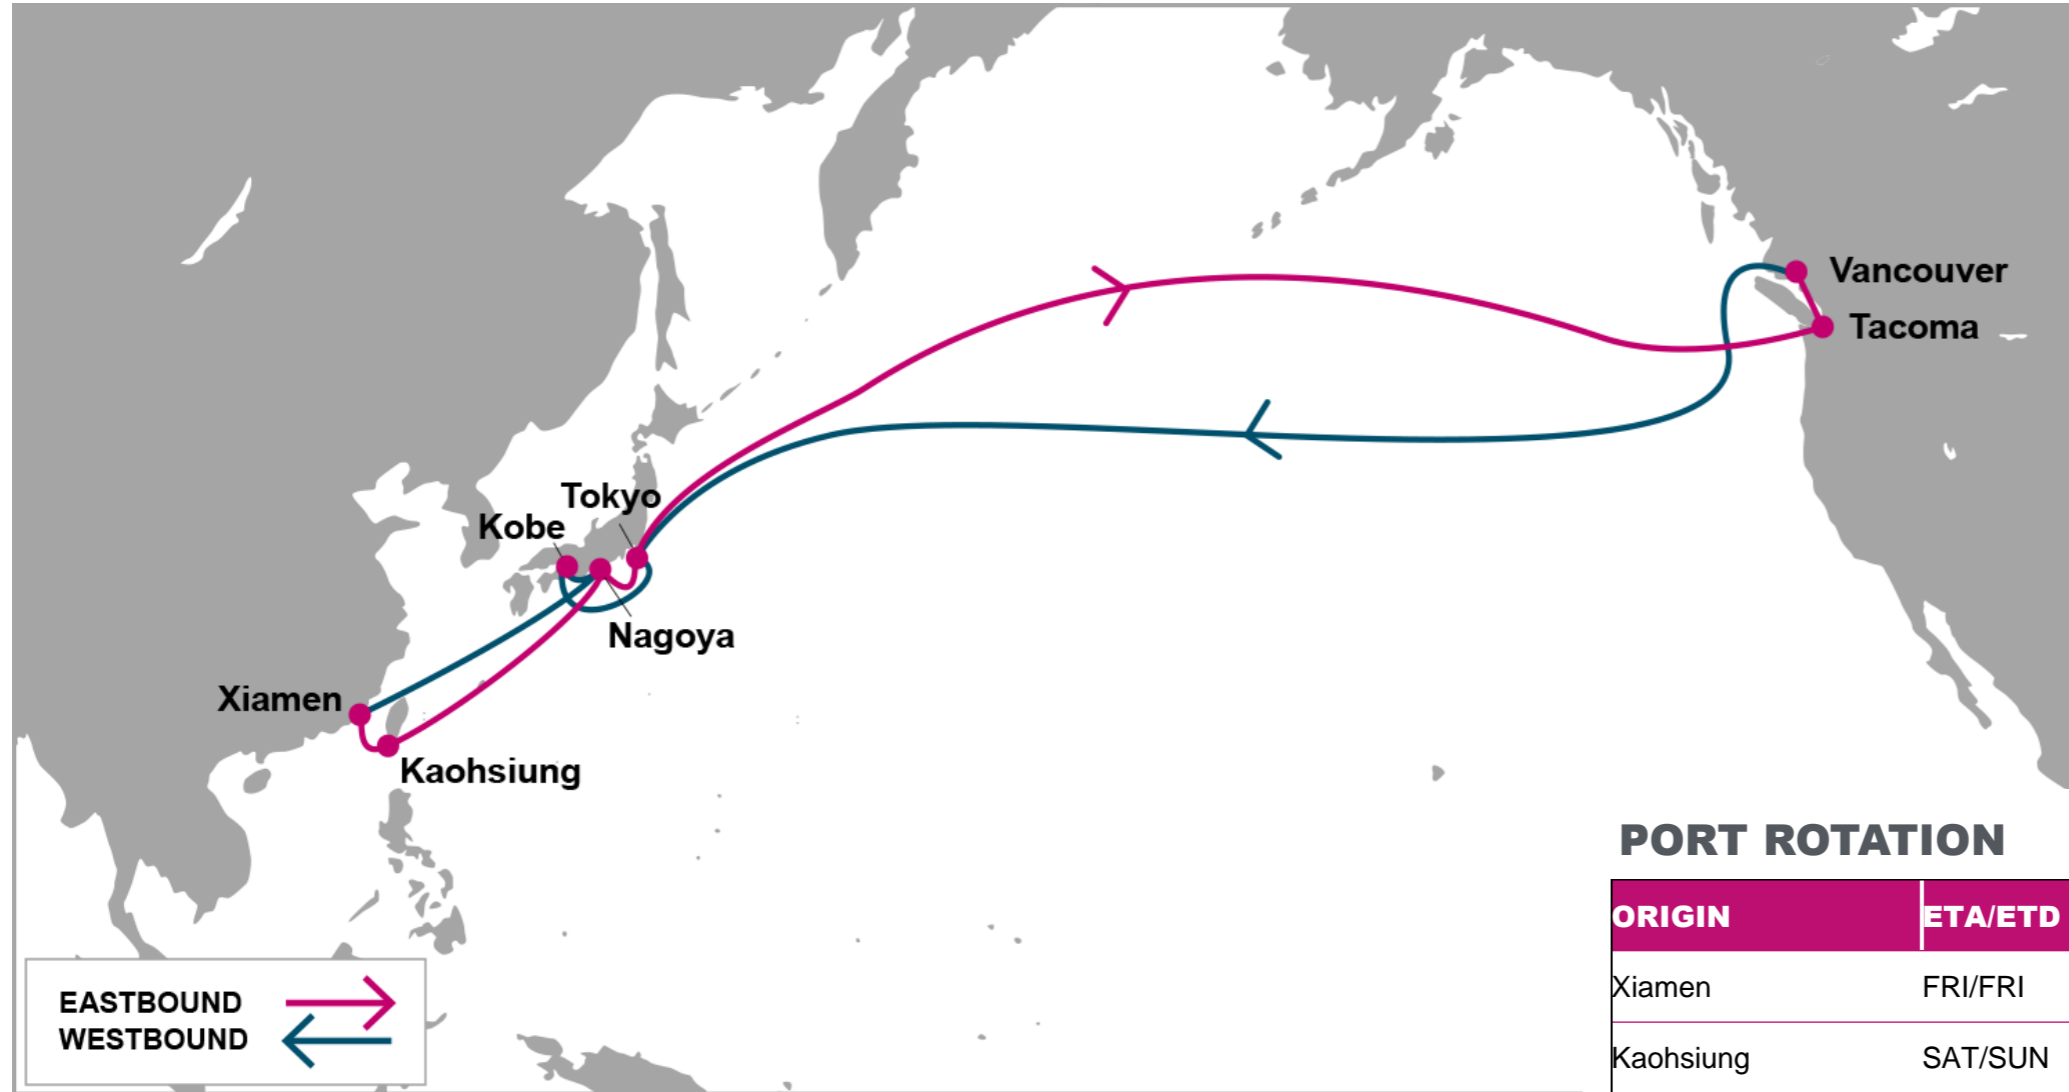 Vancouver
Tacoma
Tokyo
Kobe
Nagoya
Xiamen
Kaohsiung
EASTBOUND
WESTBOUND
PORT ROTATION
ORIGIN ETA/ETD
Xiamen FRI/FRI
Kaohsiung SAT/SUN